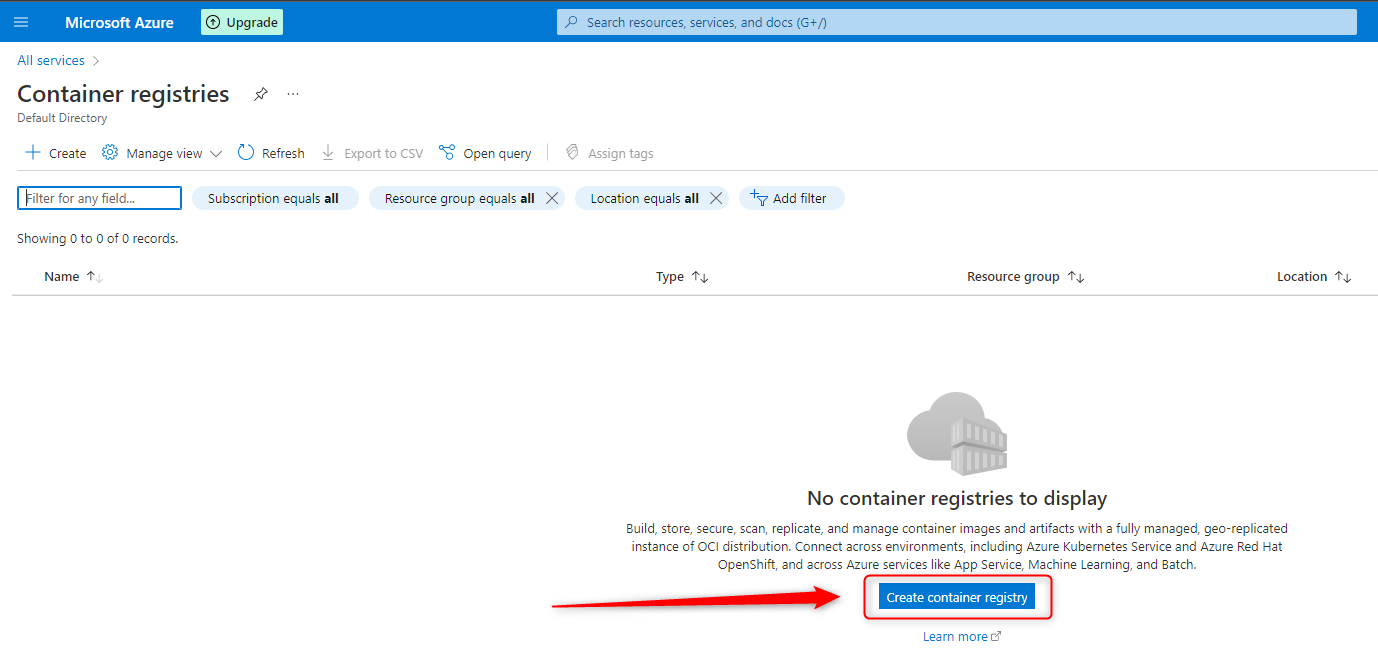 Microsoft Azure Upgrade Search resources, services, and docs (G+/)
All services
Container registries ...
Default Directory
Create Manage view Refresh Export to CSV Open query Assign tags
Filter for any field... Subscription equals all Resource group equals all Location equals all Add filter
Showing 0 to 0 of 0 records.
Name Type Resource group Location
No container registries to display
Build, store, secure, scan, replicate, and manage container images and artifacts with a fully managed, geo-replicated
instance of OCI distribution. Connect across environments, including Azure Kubernetes Service and Azure Red Hat
OpenShift, and across Azure services like App Service, Machine Learning, and Batch.
Create container registry
Learn more